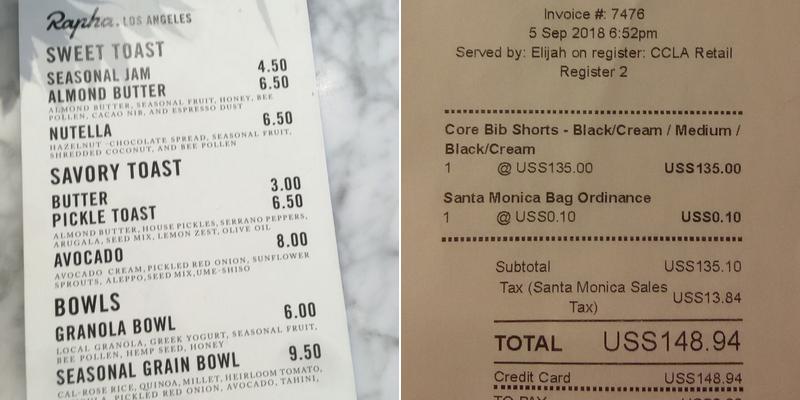 Rapha. LOS ANGELES
SWEET TOAST
SEASONAL JAM 4.50
ALMOND BUTTER 6.50
ALMOND BUTTER, SEASONAL FRUIT, HONEY, BEE
POLLEN, CACAO NIB, AND ESPRESSO DUST
NUTELLA 6.50
HAZELNUT-CHOCOLATE SPREAD, SEASONAL FRUIT,
SHREDDED COCONUT, AND BEE POLLEN
SAVORY TOAST
BUTTER 3.00
PICKLE TOAST 6.50
ALMOND BUTTER, HOUSE PICKLES, SERRANO PEPPERS,
ARUGALA, SEED MIX, LEMON ZEST, OLIVE OIL
AVOCADO 8.00
AVOCADO CREAM, PICKLED RED ONION, SUNFLOWER
SPROUTS, ALEPPO, SEED MIX, UME-SHISO
BOWLS
GRANOLA BOWL 6.00
LOCAL GRANOLA, GREEK YOGURT, SEASONAL FRUIT,
BEE POLLEN, HEMP SEED, HONEY
SEASONAL GRAIN BOWL 9.50
CAL-ROSE RICE, QUINOA, MILLET, HEIRLOOM TOMATO,
PICKLED RED ONION, AVOCADO, TAHINI,
Invoice #: 7476
5 Sep 2018 6:52pm
Served by: Elijah on register: CCLA Retail
Register 2
Core Bib Shorts - Black/Cream / Medium /
Black/Cream
1 @ US$135.00 US$135.00
Santa Monica Bag Ordinance
1 @ US$0.10 US$0.10
Subtotal US$135.10
Tax (Santa Monica Sales
Tax) US$13.84
TOTAL US$148.94
Credit Card US$148.94
TO PAY